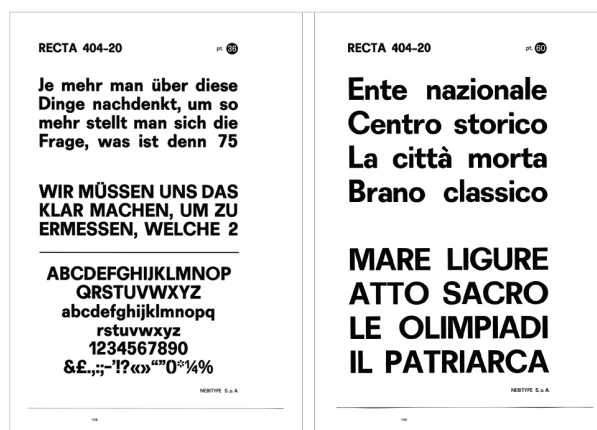 RECTA 404-20 pt. 36
Je mehr man über diese
Dinge nachdenkt, um so
mehr stellt man sich die
Frage, was ist denn 75
WIR MÜSSEN UNS DAS
KLAR MACHEN, UM ZU
ERMESSEN, WELCHE 2
ABCDEFGHIJKLMNOP
QRSTUVWXYZ
abcdefghijklmnopq
rstuvwxyz
1234567890
&£.,:;-'!?«»“”()*¼%
NEBITYPE S.p.A.
RECTA 404-20 pt. 60
Ente nazionale
Centro storico
La città morta
Brano classico
MARE LIGURE
ATTO SACRO
LE OLIMPIADI
IL PATRIARCA
NEBITYPE S.p.A.